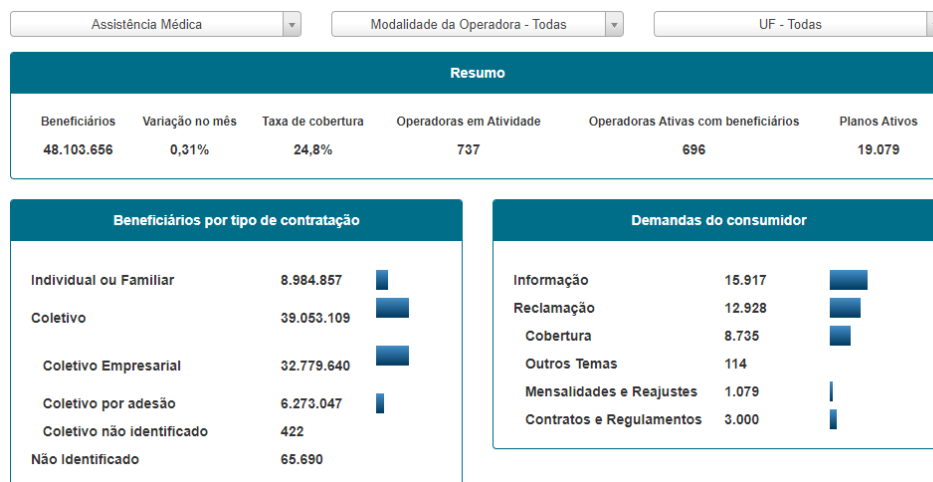 Assistência Médica
Modalidade da Operadora - Todas
UF - Todas
Resumo
Beneficiários Variação no mês Taxa de cobertura Operadoras em Atividade Operadoras Ativas com beneficiários Planos Ativos
48.103.656 0,31% 24,8% 737 696 19.079
Beneficiários por tipo de contratação
Individual ou Familiar 8.984.857
Coletivo 39.053.109
Coletivo Empresarial 32.779.640
Coletivo por adesão 6.273.047
Coletivo não identificado 422
Não Identificado 65.690
Demandas do consumidor
Informação 15.917
Reclamação 12.928
Cobertura 8.735
Outros Temas 114
Mensalidades e Reajustes 1.079
Contratos e Regulamentos 3.000